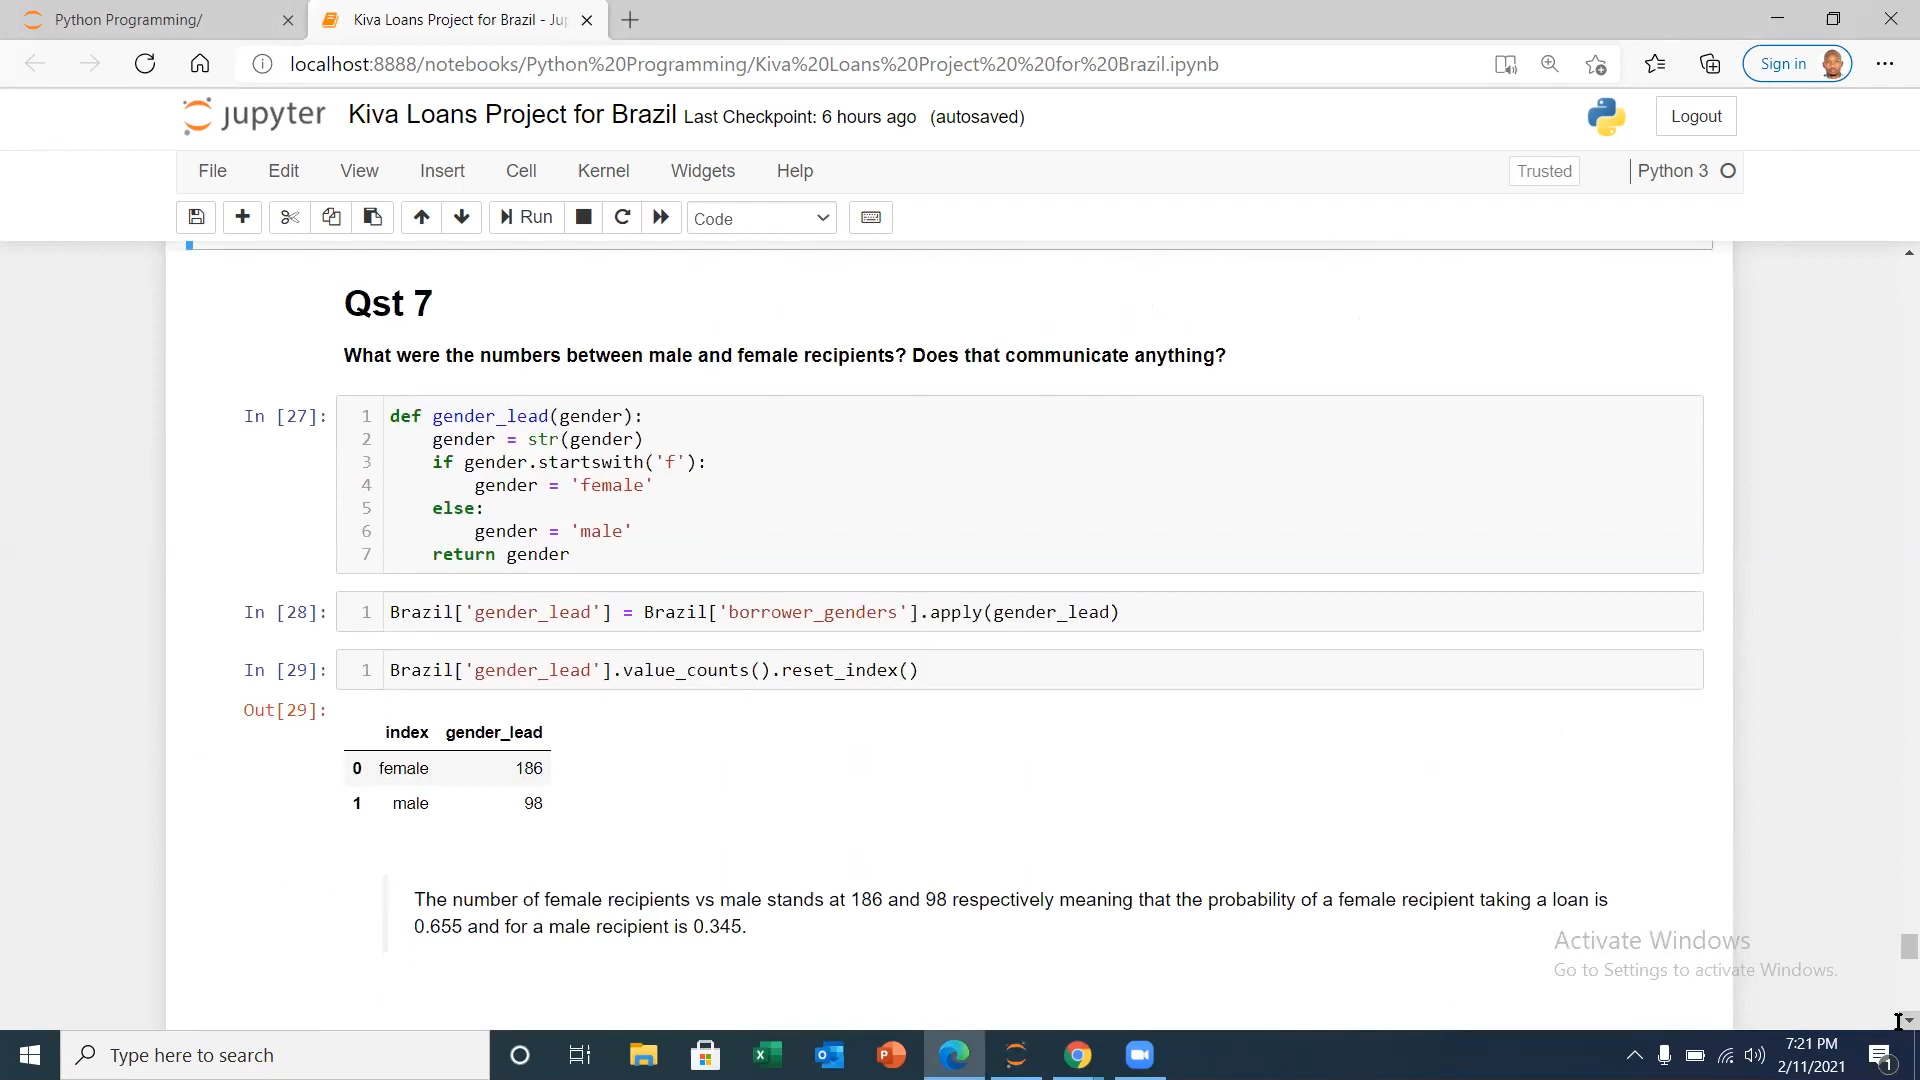 Python Programming/
Kiva Loans Project for Brazil - Jup
localhost:8888/notebooks/Python%20Programming/Kiva%20Loans%20Project%20%20for%20Brazil.ipynb
Sign in
jupyter Kiva Loans Project for Brazil Last Checkpoint: 6 hours ago (autosaved)
Logout
File Edit View Insert Cell Kernel Widgets Help
Trusted
Python 3
Run
Code
Qst 7
What were the numbers between male and female recipients? Does that communicate anything?
In [27]:
1 def gender_lead(gender):
2 gender = str(gender)
3 if gender.startswith('f'):
4 gender = 'female'
5 else:
6 gender = 'male'
7 return gender
In [28]: 1 Brazil['gender_lead'] = Brazil['borrower_genders'].apply(gender_lead)
In [29]: 1 Brazil['gender_lead'].value_counts().reset_index()
Out[29]:
index gender_lead
0 female 186
1 male 98
The number of female recipients vs male stands at 186 and 98 respectively meaning that the probability of a female recipient taking a loan is
0.655 and for a male recipient is 0.345.
Activate Windows
Go to Settings to activate Windows.
Type here to search
7:21 PM
2/11/2021
1